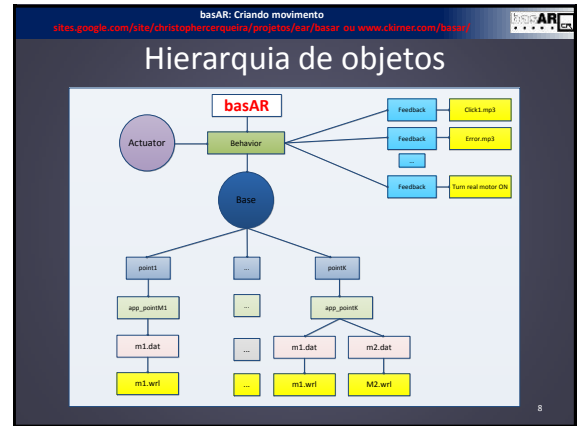 basAR: Criando movimento
sites.google.com/site/christophercerqueira/projetos/ear/basar ou www.ckirner.com/basar/
basAR
Hierarquia de objetos
basAR
Actuator
Behavior
Feedback
Click1.mp3
Feedback
Error.mp3
...
Feedback
Turn real motor ON
Base
point1
...
pointK
app_pointM1
...
app_pointK
m1.dat
...
m1.dat
m2.dat
m1.wrl
...
m1.wrl
M2.wrl
8